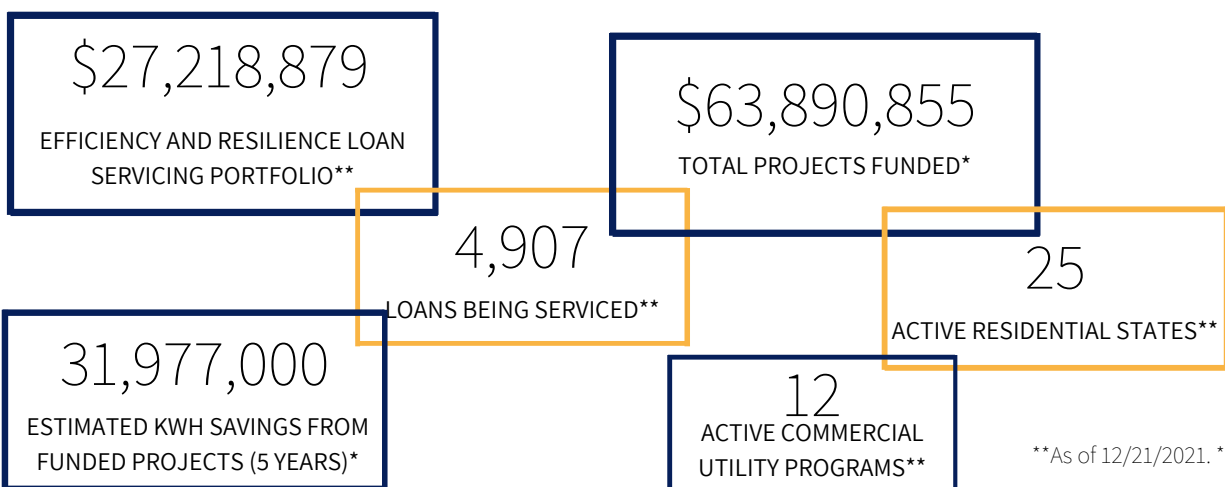 $27,218,879
EFFICIENCY AND RESILIENCE LOAN
SERVICING PORTFOLIO**
$63,890,855
TOTAL PROJECTS FUNDED*
4,907
LOANS BEING SERVICED**
25
ACTIVE RESIDENTIAL STATES**
31,977,000
ESTIMATED KWH SAVINGS FROM
FUNDED PROJECTS (5 YEARS)*
12
ACTIVE COMMERCIAL
UTILITY PROGRAMS**
**As of 12/21/2021. *